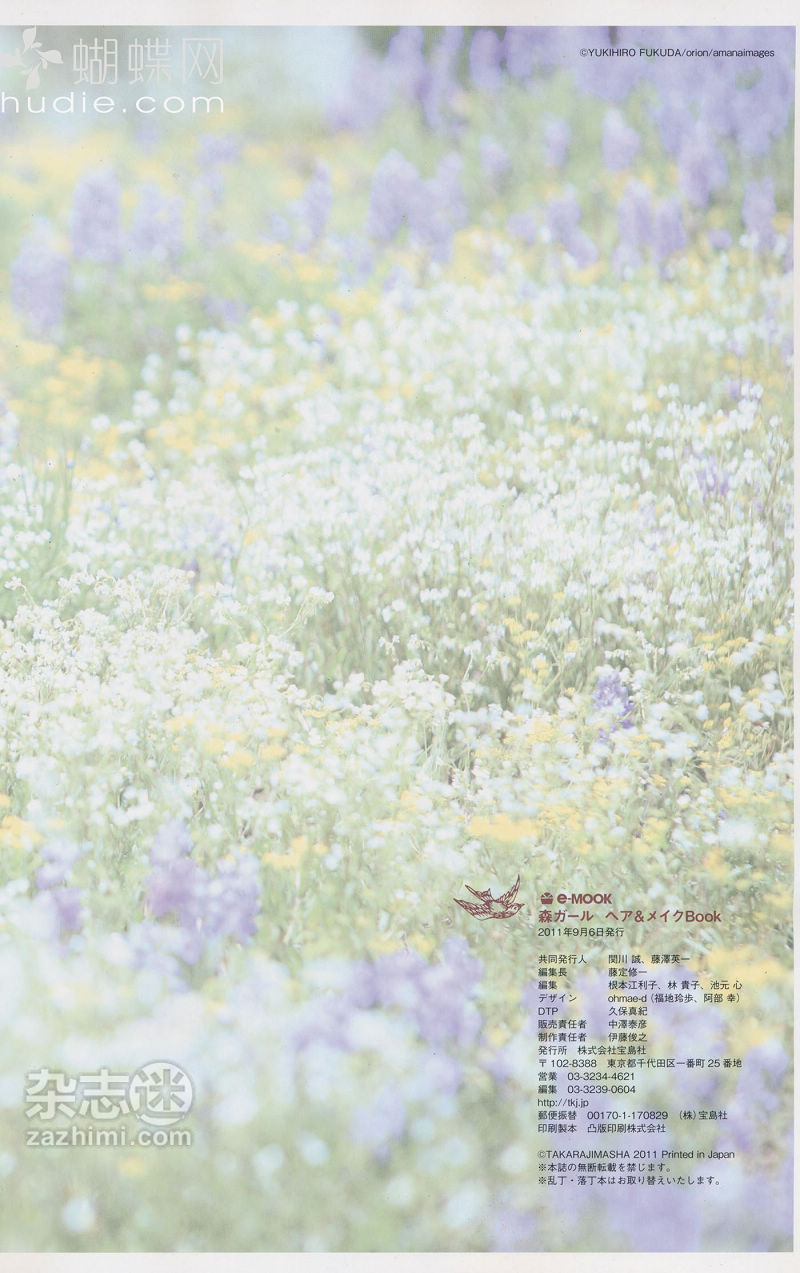 ©YUKIHIRO FUKUDA/orion/amanaimages
蝴蝶网
hudie.com
e-MOOK
森ガール ヘア&メイクBook
2011年9月6日発行
共同発行人 関川 誠、藤澤英一
編集長 藤定修一
編集 根本江利子、林 貴子、池元 心
デザイン ohmae-d(福地玲歩、阿部 幸)
DTP 久保真紀
販売責任者 中澤泰彦
制作責任者 伊藤俊之
発行所 株式会社宝島社
〒102-8388 東京都千代田区一番町25番地
営業 03-3234-4621
編集 03-3239-0604
http://tkj.jp
郵便振替 00170-1-170829 (株)宝島社
印刷製本 凸版印刷株式会社
©TAKARAJIMASHA 2011 Printed in Japan
※本誌の無断転載を禁じます。
※乱丁・落丁本はお取り替えいたします。
杂志迷
zazhimi.com